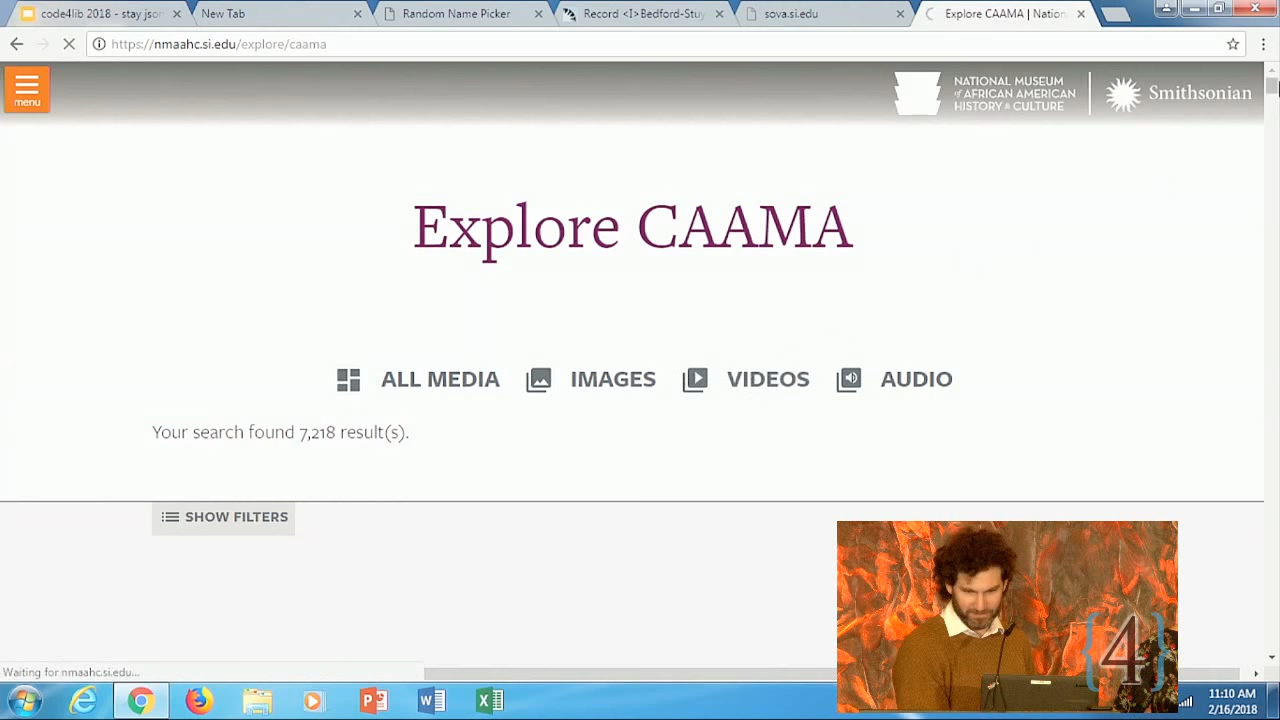 code4lib 2018 - stay json
New Tab
Random Name Picker
Record <I>Bedford-Stuy
sova.si.edu
Explore CAAMA | Nation
https://nmaahc.si.edu/explore/caama
menu
NATIONAL MUSEUM
of AFRICAN AMERICAN
HISTORY & CULTURE
Smithsonian
Explore CAAMA
ALL MEDIA
IMAGES
VIDEOS
AUDIO
Your search found 7,218 result(s).
SHOW FILTERS
{4}
Waiting for nmaahc.si.edu...
11:10 AM
2/16/2018